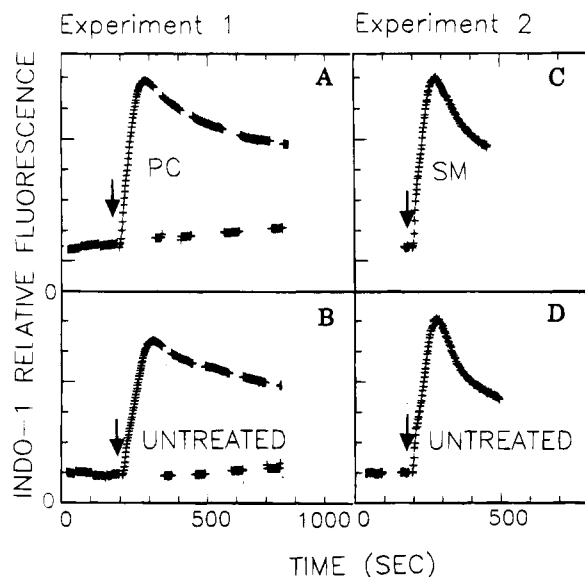 Experiment 1
Experiment 2
INDO-1 RELATIVE FLUORESCENCE
A
PC
C
SM
0
B
UNTREATED
D
UNTREATED
0
0 500 1000 0 500
TIME (SEC)